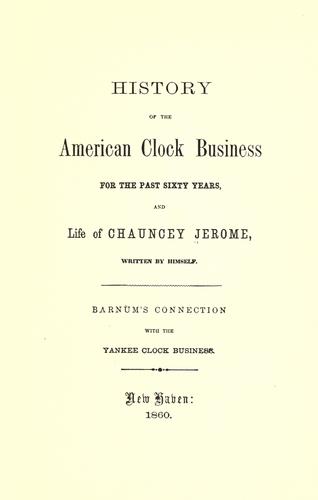 HISTORY
OF THE
American Clock Business
FOR THE PAST SIXTY YEARS,
AND
Life of CHAUNCEY JEROME,
WRITTEN BY HIMSELF.
BARNUM'S CONNECTION
WITH THE
YANKEE CLOCK BUSINESS.
New Haven:
1860.